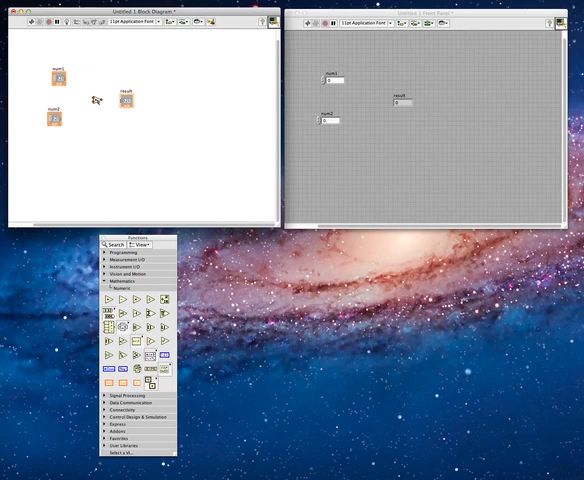 Untitled 1 Block Diagram *
11pt Application Font
num1
num2
result
Untitled 1 Front Panel *
11pt Application Font
num1
0
num2
0
result
0
Functions
Search
View
Programming
Measurement I/O
Instrument I/O
Vision and Motion
Mathematics
Numeric
Signal Processing
Data Communication
Connectivity
Control Design & Simulation
Express
Addons
Favorites
User Libraries
Select a VI...